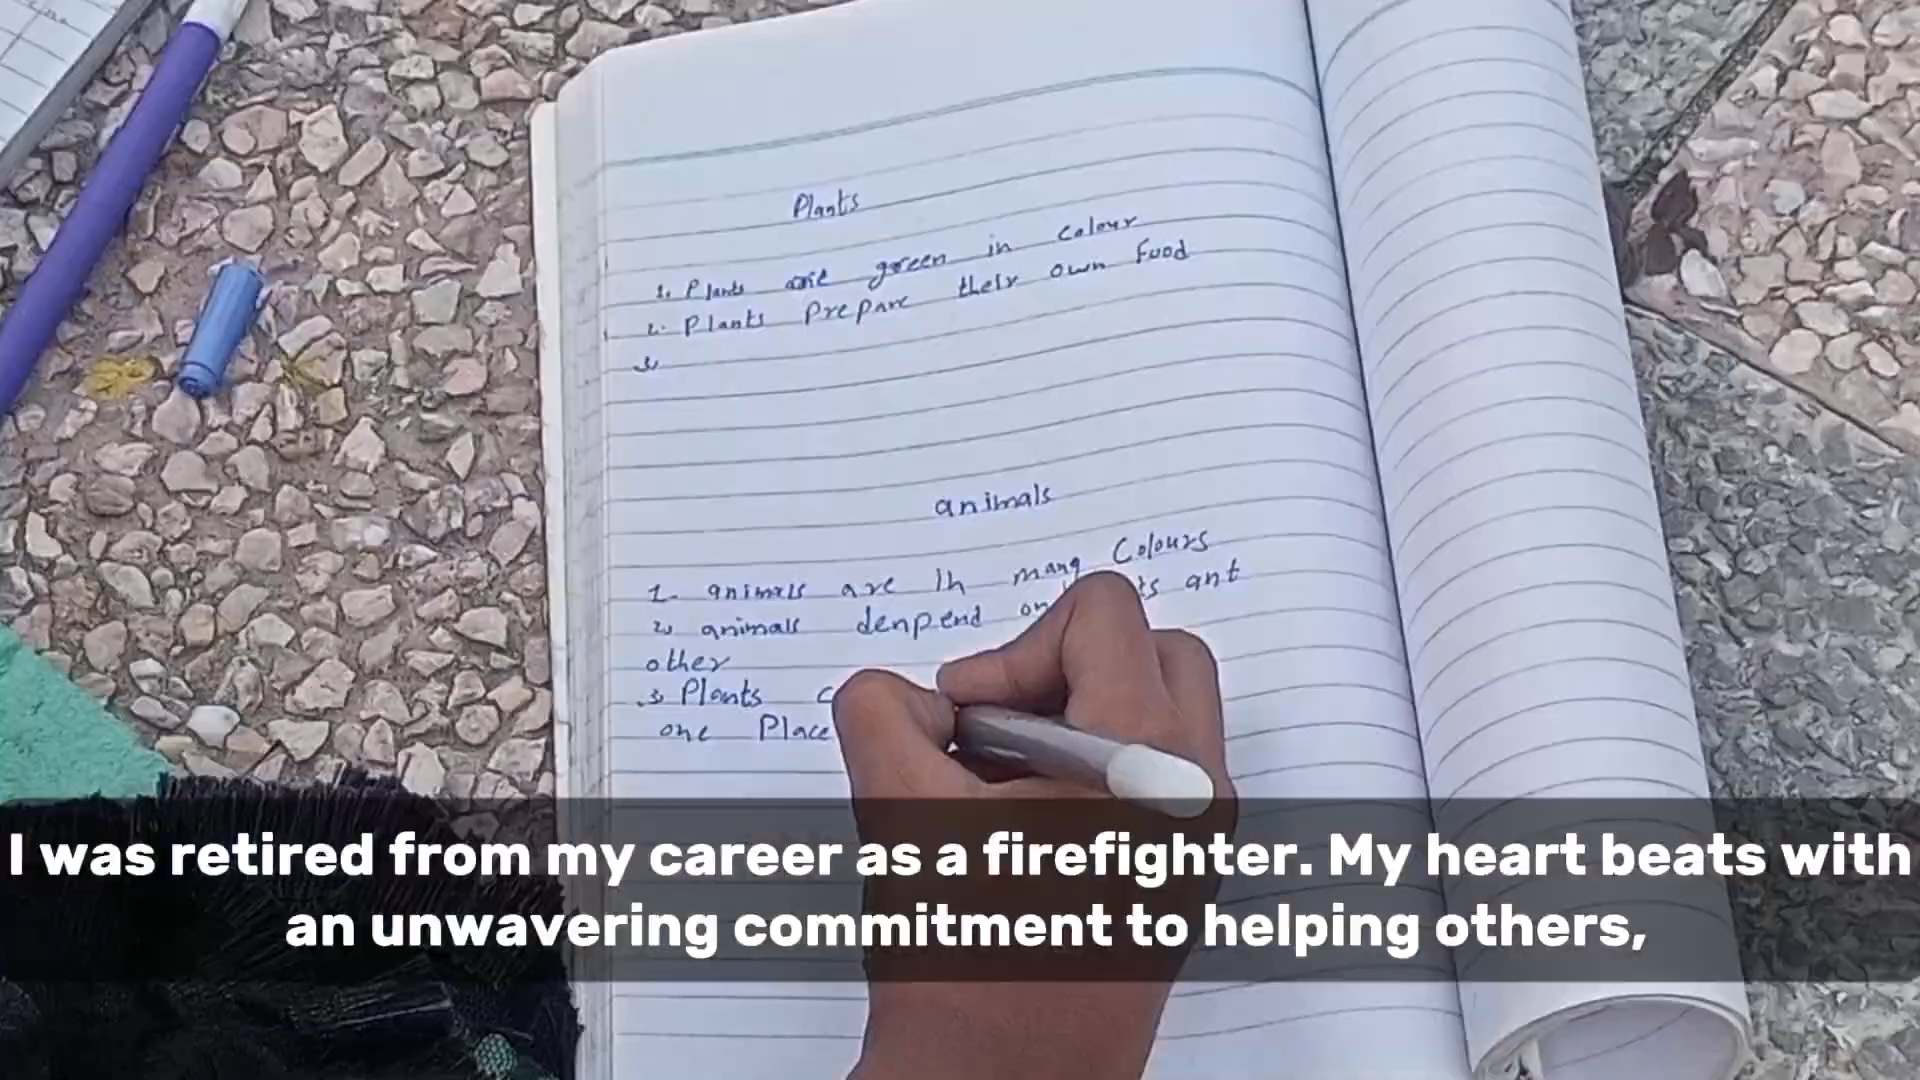 Plants
1. Plants are green in colour
2. Plants Prepare their own Food
3.
animals
1. animals are in many Colours
2. animals denpend on ant
other
3. Plants
one Place
I was retired from my career as a firefighter. My heart beats with
an unwavering commitment to helping others,